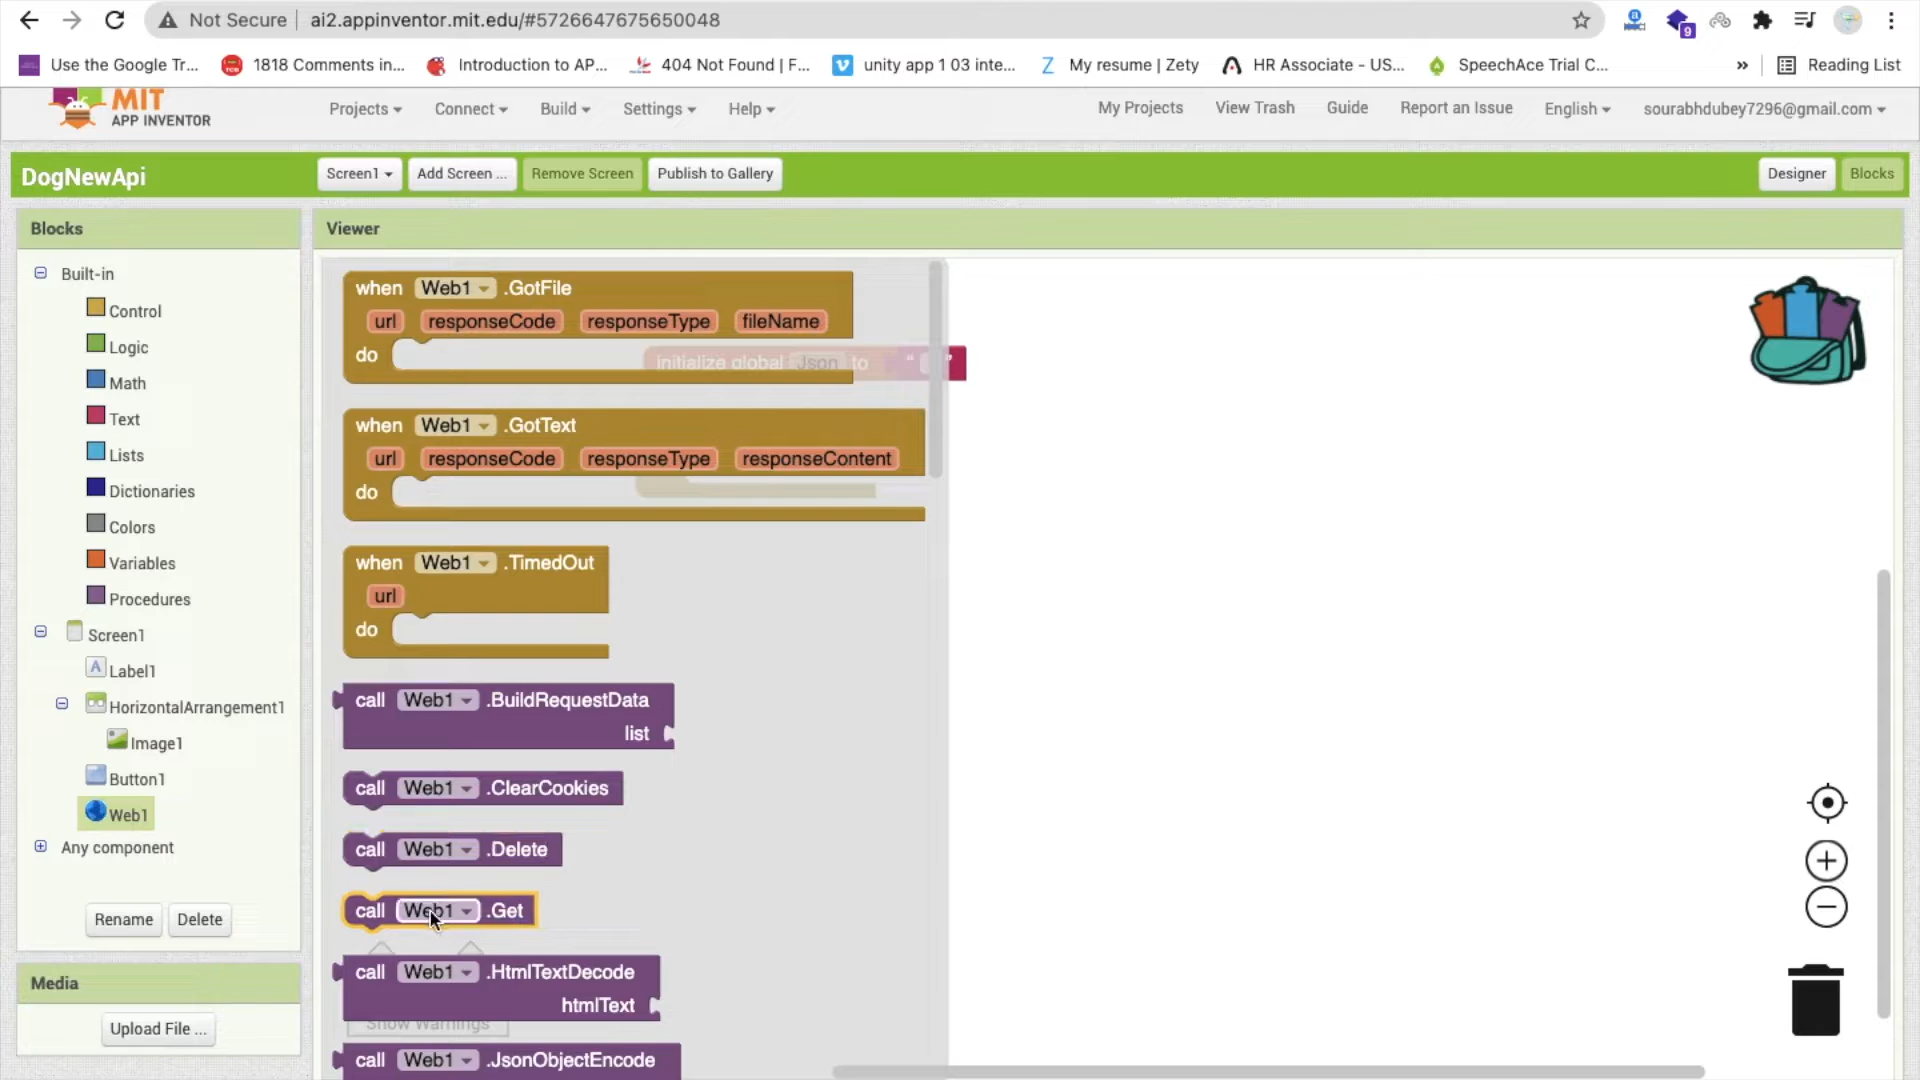 Not Secure | ai2.appinventor.mit.edu/#5726647675650048
9
Use the Google Tr... 1818 Comments in... Introduction to AP... 404 Not Found | F... unity app 1 03 inte... My resume | Zety HR Associate - US... SpeechAce Trial C... » Reading List
MIT
APP INVENTOR
Projects Connect Build Settings Help My Projects View Trash Guide Report an Issue English sourabhdubey7296@gmail.com
DogNewApi Screen1 Add Screen ... Remove Screen Publish to Gallery Designer Blocks
Blocks
Viewer
Built-in
Control
Logic
Math
Text
Lists
Dictionaries
Colors
Variables
Procedures
Screen1
Label1
HorizontalArrangement1
Image1
Button1
Web1
Any component
Rename Delete
Media
Upload File ...
when Web1 .GotFile
url responseCode responseType fileName
do
initialize global Json to " "
when Web1 .GotText
url responseCode responseType responseContent
do
when Web1 .TimedOut
url
do
call Web1 .BuildRequestData
list
call Web1 .ClearCookies
call Web1 .Delete
call Web1 .Get
call Web1 .HtmlTextDecode
htmlText
Show Warnings
call Web1 .JsonObjectEncode